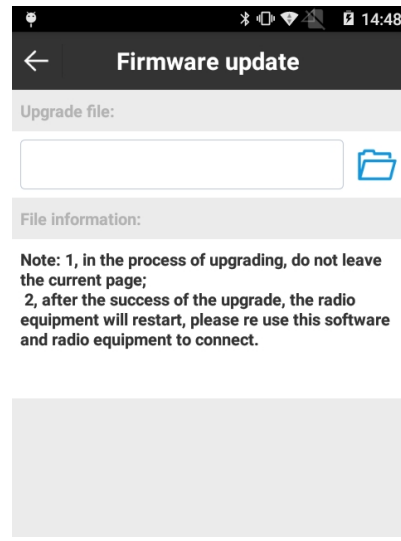 14:48
Firmware update
Upgrade file:
File information:
Note: 1, in the process of upgrading, do not leave
the current page;
2, after the success of the upgrade, the radio
equipment will restart, please re use this software
and radio equipment to connect.